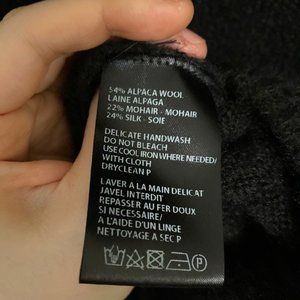 54% ALPACA WOOL
LAINE ALPAGA
22% MOHAIR - MOHAIR
24% SILK - SOIE
DELICATE HANDWASH
DO NOT BLEACH
USE COOL IRON WHERE NEEDED/
WITH CLOTH
DRYCLEAN P
LAVER A LA MAIN DELICAT
JAVEL INTERDIT
REPASSER AU FER DOUX
SI NECESSAIRE/
A L'AIDE D'UN LINGE
NETTOYAGE A SEC P
P